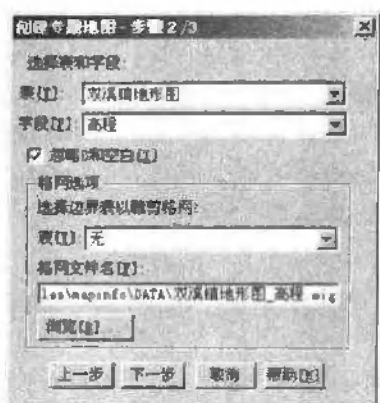 创建专题地图 - 步骤 2/3
选择表和字段:
表(T): 双溪镇地形图
字段(F): 高程
忽略0和空白(I)
格网选项
选择边界表以裁剪格网:
表(T): 无
格网文件名(F):
les\mapinfo\DATA\双溪镇地形图_高程.mig
浏览(B)...
上一步 下一步 取消 帮助(H)